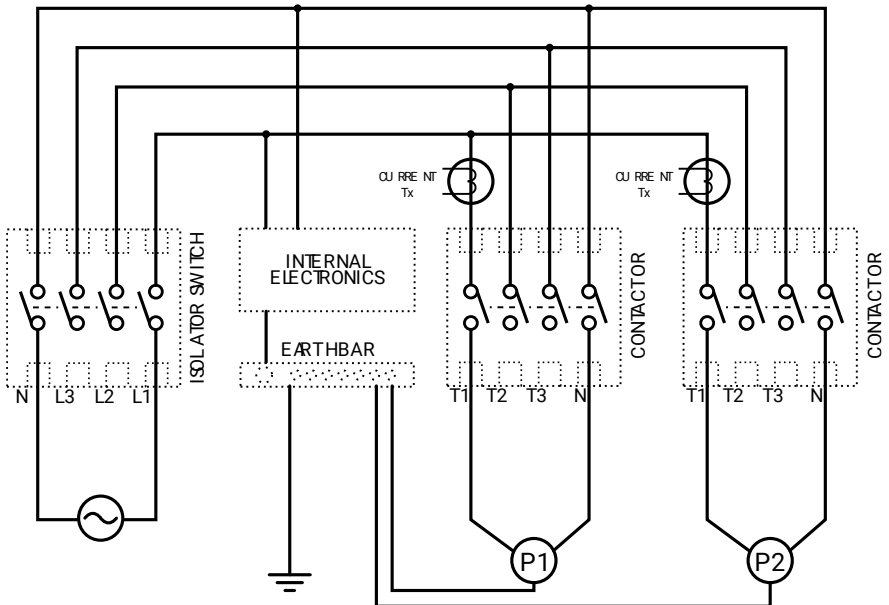 CURRENT
Tx
CURRENT
Tx
ISOLATOR SWITCH
INTERNAL
ELECTRONICS
CONTACTOR
CONTACTOR
EARTHBAR
N L3 L2 L1
T1 T2 T3 N
T1 T2 T3 N
P1
P2